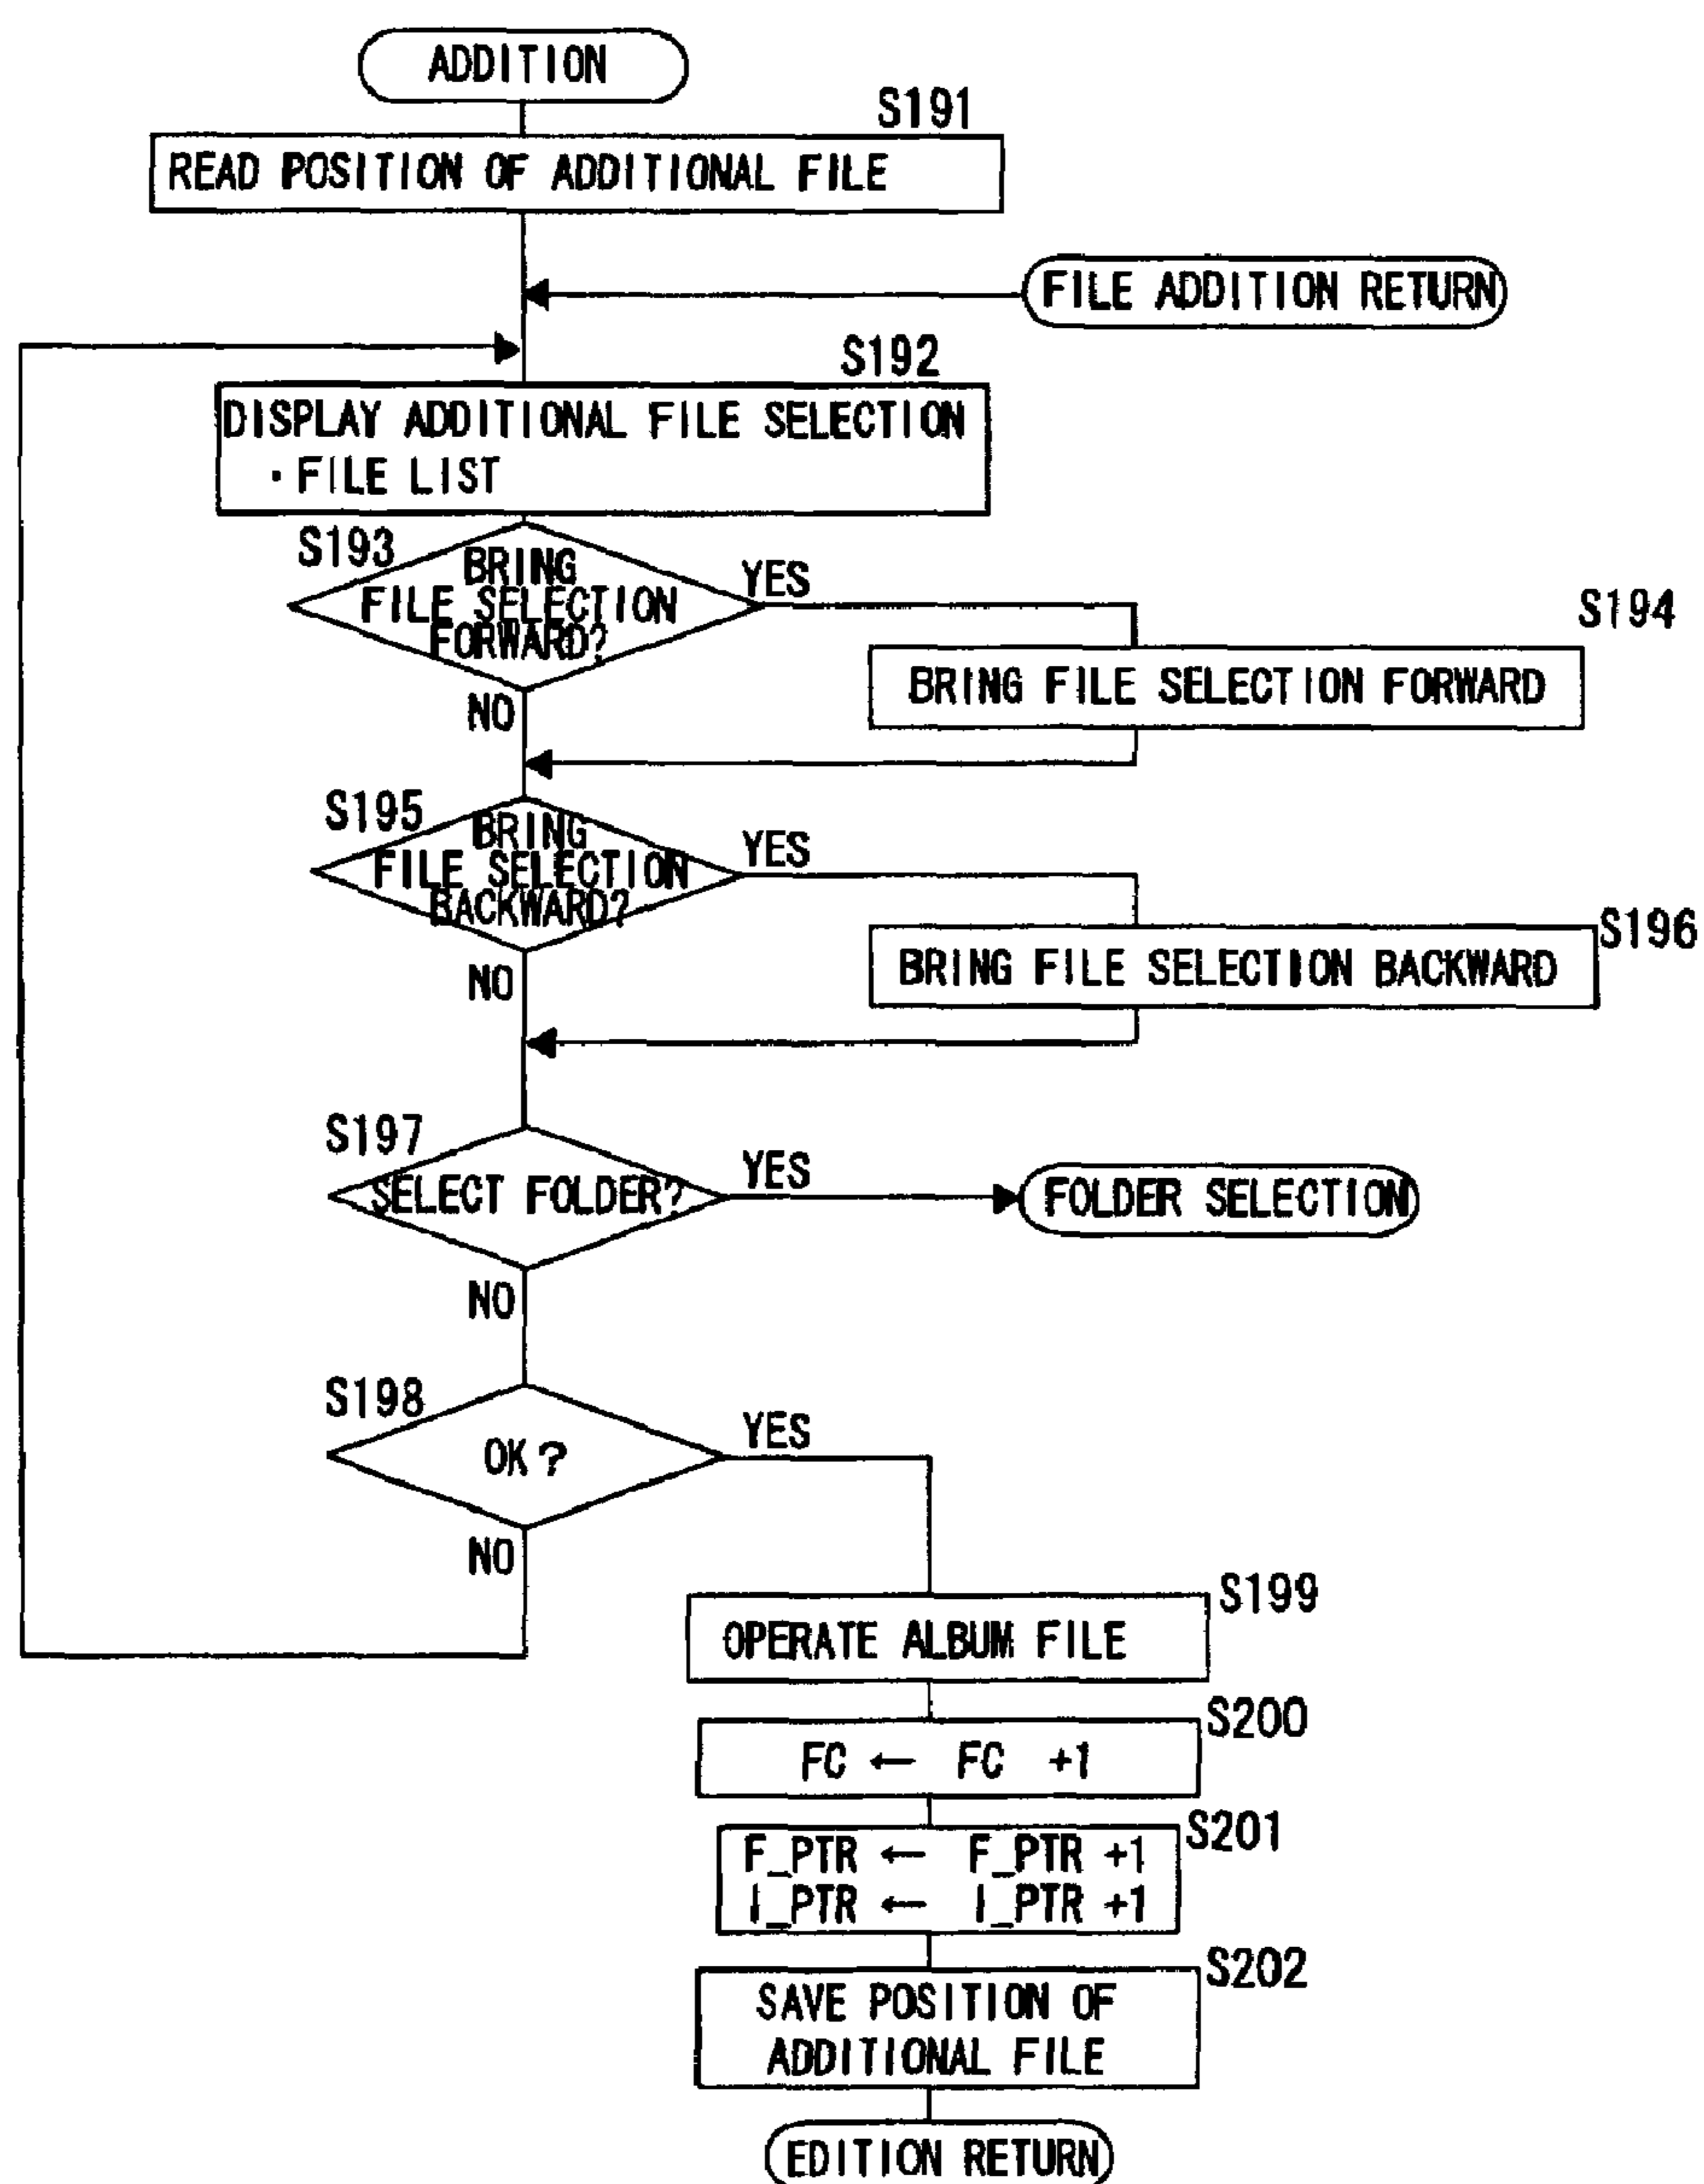 ADDITION
S191
READ POSITION OF ADDITIONAL FILE
FILE ADDITION RETURN
S192
DISPLAY ADDITIONAL FILE SELECTION
・FILE LIST
S193
BRING
FILE SELECTION
FORWARD?
YES
NO
S194
BRING FILE SELECTION FORWARD
S195
BRING
FILE SELECTION
BACKWARD?
YES
NO
S196
BRING FILE SELECTION BACKWARD
S197
SELECT FOLDER?
YES
FOLDER SELECTION
NO
S198
OK?
YES
NO
S199
OPERATE ALBUM FILE
S200
FC ← FC +1
S201
F_PTR ← F_PTR +1
I_PTR ← I_PTR +1
S202
SAVE POSITION OF
ADDITIONAL FILE
EDITION RETURN